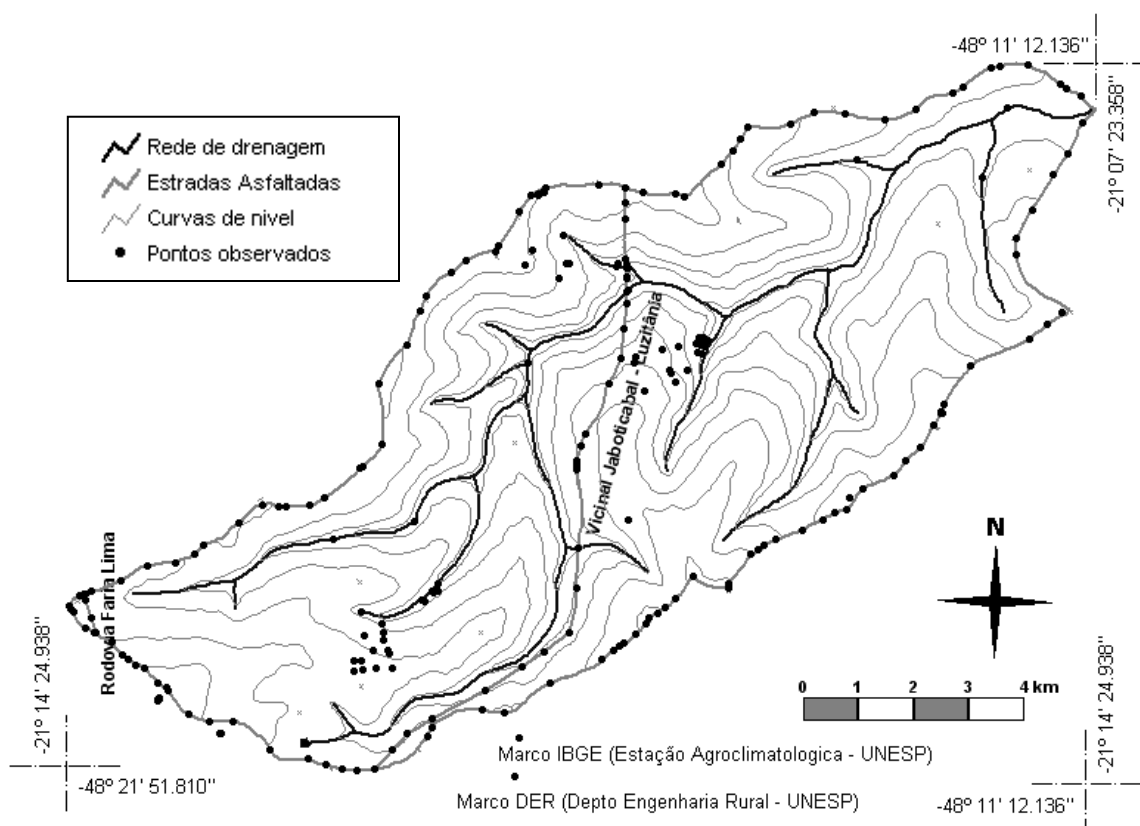 -48º 11' 12.136"
-21º 07' 23.358"
Rede de drenagem
Estradas Asfaltadas
Curvas de nivel
Pontos observados
Vicinal Jaboticabal - Luzitânia
Rodovia Faria Lima
N
-21º 14' 24.938"
-21º 14' 24.938"
0 1 2 3 4 km
Marco IBGE (Estação Agroclimatologica - UNESP)
-48º 21' 51.810"
Marco DER (Depto Engenharia Rural - UNESP)
-48º 11' 12.136"